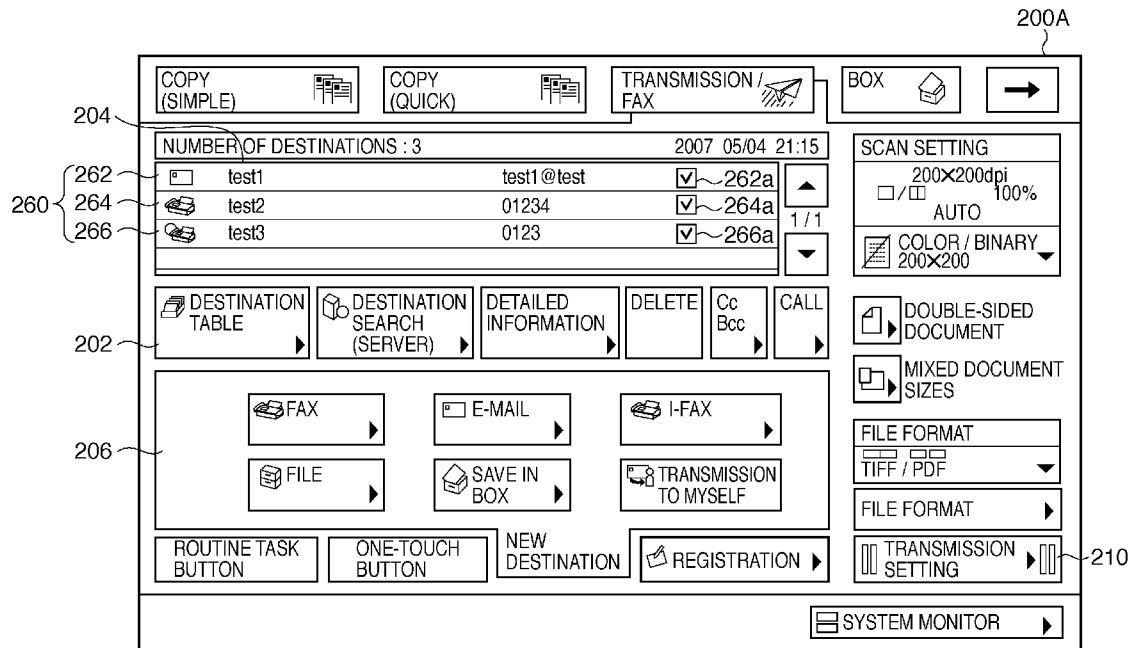 200A
COPY
(SIMPLE)
COPY
(QUICK)
TRANSMISSION /
FAX
BOX
204
NUMBER OF DESTINATIONS : 3 2007 05/04 21:15
260
262 test1 test1@test 262a
264 test2 01234 264a
266 test3 0123 266a
1 / 1
SCAN SETTING
200×200dpi
□/□□ 100%
AUTO
COLOR / BINARY
200×200
202
DESTINATION
TABLE
DESTINATION
SEARCH
(SERVER)
DETAILED
INFORMATION
DELETE
Cc
Bcc
CALL
DOUBLE-SIDED
DOCUMENT
MIXED DOCUMENT
SIZES
206
FAX
E-MAIL
I-FAX
FILE
SAVE IN
BOX
TRANSMISSION
TO MYSELF
FILE FORMAT
TIFF / PDF
FILE FORMAT
ROUTINE TASK
BUTTON
ONE-TOUCH
BUTTON
NEW
DESTINATION
REGISTRATION
TRANSMISSION
SETTING
210
SYSTEM MONITOR